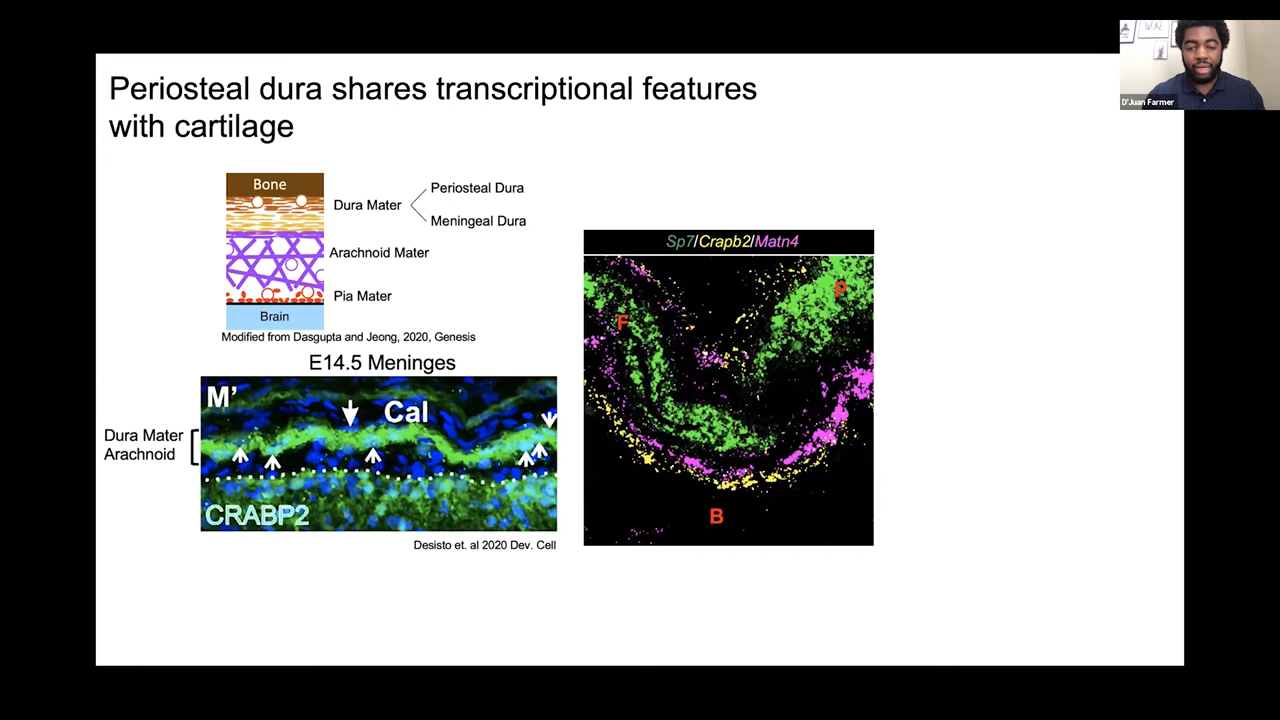 Periosteal dura shares transcriptional features
with cartilage
Bone
Dura Mater
Periosteal Dura
Meningeal Dura
Arachnoid Mater
Pia Mater
Brain
Modified from Dasgupta and Jeong, 2020, Genesis
E14.5 Meninges
M’
Cal
Dura Mater
Arachnoid
CRABP2
Desisto et. al 2020 Dev. Cell
Sp7/Crapb2/Matn4
F
P
B
D'Juan Farmer